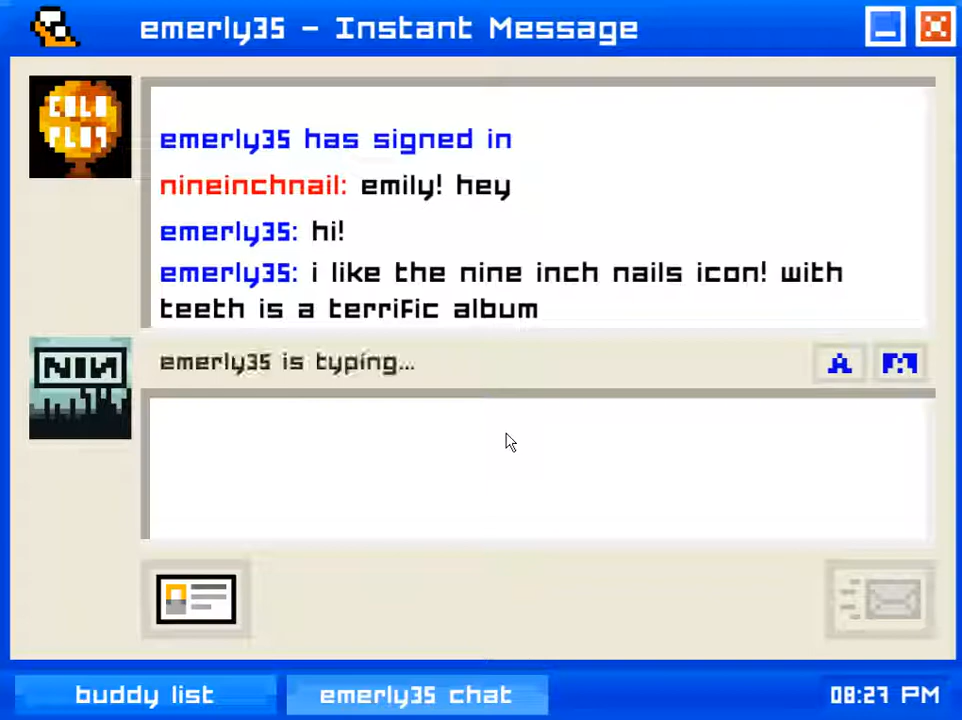 emerly35 - Instant Message
COLD
PLAY
emerly35 has signed in
nineinchnail: emily! hey
emerly35: hi!
emerly35: i like the nine inch nails icon! with
teeth is a terrific album
NIN
emerly35 is typing...
A
buddy list
emerly35 chat
08:27 PM